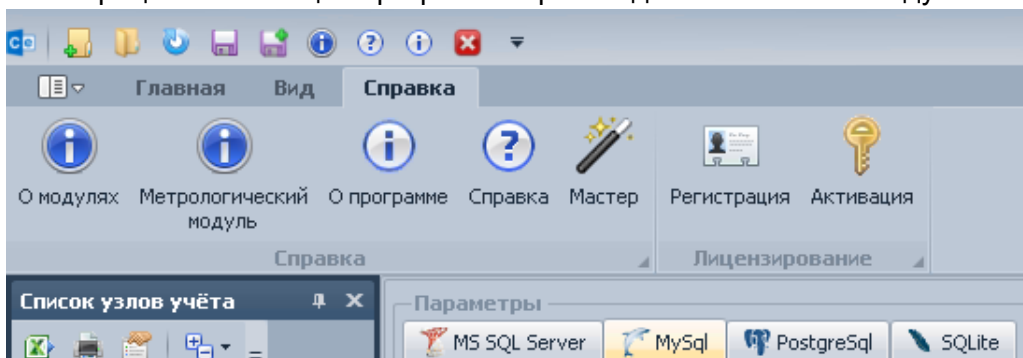 Главная Вид Справка
О модулях Метрологический модуль О программе Справка Мастер Регистрация Активация
Справка Лицензирование
Список узлов учёта
Параметры
MS SQL Server MySql PostgreSql SQLite